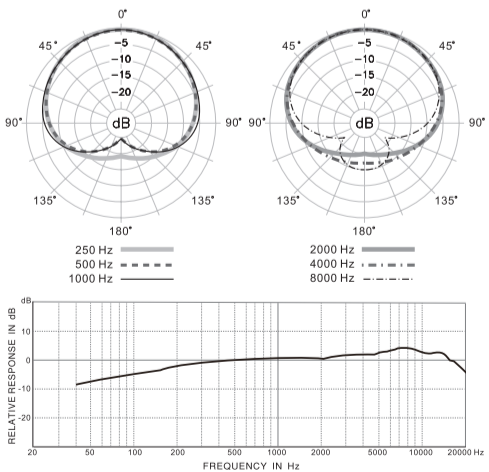 0° 0°
45° 45° 45° 45°
−5 −5
−10 −10
−15 −15
−20 −20
90° dB 90° 90° dB 90°
135° 135° 135° 135°
180° 180°
250 Hz 2000 Hz
500 Hz 4000 Hz
1000 Hz 8000 Hz
dB
10
0
-10
-20
RELATIVE RESPONSE IN dB
20 50 100 200 500 1000 2000 5000 10000 20000 Hz
FREQUENCY IN Hz